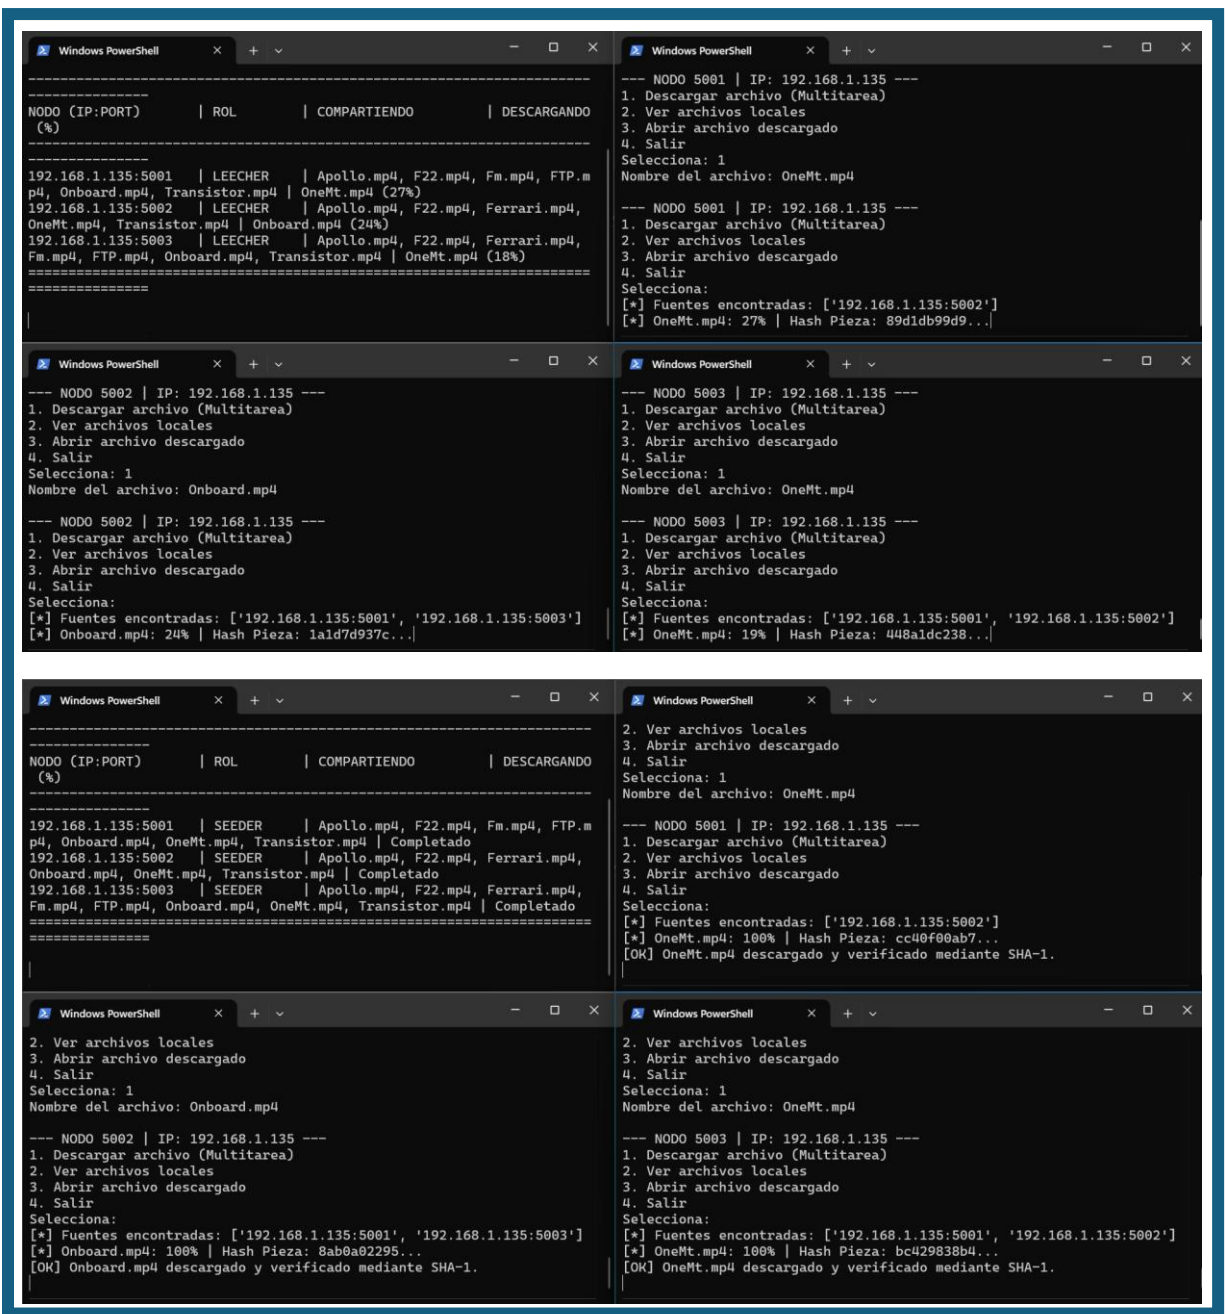 Windows PowerShell
---------------------------------------------------------------------
---------------
NODO (IP:PORT) | ROL | COMPARTIENDO | DESCARGANDO
(%)
---------------------------------------------------------------------
---------------
192.168.1.135:5001 | LEECHER | Apollo.mp4, F22.mp4, Fm.mp4, FTP.m
p4, Onboard.mp4, Transistor.mp4 | OneMt.mp4 (27%)
192.168.1.135:5002 | LEECHER | Apollo.mp4, F22.mp4, Ferrari.mp4,
OneMt.mp4, Transistor.mp4 | Onboard.mp4 (24%)
192.168.1.135:5003 | LEECHER | Apollo.mp4, F22.mp4, Ferrari.mp4,
Fm.mp4, FTP.mp4, Onboard.mp4, Transistor.mp4 | OneMt.mp4 (18%)
======================================================================
===============
Windows PowerShell
--- NODO 5001 | IP: 192.168.1.135 ---
1. Descargar archivo (Multitarea)
2. Ver archivos locales
3. Abrir archivo descargado
4. Salir
Selecciona: 1
Nombre del archivo: OneMt.mp4
--- NODO 5001 | IP: 192.168.1.135 ---
1. Descargar archivo (Multitarea)
2. Ver archivos locales
3. Abrir archivo descargado
4. Salir
Selecciona:
[*] Fuentes encontradas: ['192.168.1.135:5002']
[*] OneMt.mp4: 27% | Hash Pieza: 89d1db99d9...
Windows PowerShell
--- NODO 5002 | IP: 192.168.1.135 ---
1. Descargar archivo (Multitarea)
2. Ver archivos locales
3. Abrir archivo descargado
4. Salir
Selecciona: 1
Nombre del archivo: Onboard.mp4
--- NODO 5002 | IP: 192.168.1.135 ---
1. Descargar archivo (Multitarea)
2. Ver archivos locales
3. Abrir archivo descargado
4. Salir
Selecciona:
[*] Fuentes encontradas: ['192.168.1.135:5001', '192.168.1.135:5003']
[*] Onboard.mp4: 24% | Hash Pieza: 1a1d7d937c...
Windows PowerShell
--- NODO 5003 | IP: 192.168.1.135 ---
1. Descargar archivo (Multitarea)
2. Ver archivos locales
3. Abrir archivo descargado
4. Salir
Selecciona: 1
Nombre del archivo: OneMt.mp4
--- NODO 5003 | IP: 192.168.1.135 ---
1. Descargar archivo (Multitarea)
2. Ver archivos locales
3. Abrir archivo descargado
4. Salir
Selecciona:
[*] Fuentes encontradas: ['192.168.1.135:5001', '192.168.1.135:5002']
[*] OneMt.mp4: 19% | Hash Pieza: 448a1dc238...
Windows PowerShell
---------------------------------------------------------------------
---------------
NODO (IP:PORT) | ROL | COMPARTIENDO | DESCARGANDO
(%)
---------------------------------------------------------------------
---------------
192.168.1.135:5001 | SEEDER | Apollo.mp4, F22.mp4, Fm.mp4, FTP.m
p4, Onboard.mp4, OneMt.mp4, Transistor.mp4 | Completado
192.168.1.135:5002 | SEEDER | Apollo.mp4, F22.mp4, Ferrari.mp4,
Onboard.mp4, OneMt.mp4, Transistor.mp4 | Completado
192.168.1.135:5003 | SEEDER | Apollo.mp4, F22.mp4, Ferrari.mp4,
Fm.mp4, FTP.mp4, Onboard.mp4, OneMt.mp4, Transistor.mp4 | Completado
======================================================================
===============
Windows PowerShell
2. Ver archivos locales
3. Abrir archivo descargado
4. Salir
Selecciona: 1
Nombre del archivo: OneMt.mp4
--- NODO 5001 | IP: 192.168.1.135 ---
1. Descargar archivo (Multitarea)
2. Ver archivos locales
3. Abrir archivo descargado
4. Salir
Selecciona:
[*] Fuentes encontradas: ['192.168.1.135:5002']
[*] OneMt.mp4: 100% | Hash Pieza: cc40f00ab7...
[OK] OneMt.mp4 descargado y verificado mediante SHA-1.
Windows PowerShell
2. Ver archivos locales
3. Abrir archivo descargado
4. Salir
Selecciona: 1
Nombre del archivo: Onboard.mp4
--- NODO 5002 | IP: 192.168.1.135 ---
1. Descargar archivo (Multitarea)
2. Ver archivos locales
3. Abrir archivo descargado
4. Salir
Selecciona:
[*] Fuentes encontradas: ['192.168.1.135:5001', '192.168.1.135:5003']
[*] Onboard.mp4: 100% | Hash Pieza: 8ab0a02295...
[OK] Onboard.mp4 descargado y verificado mediante SHA-1.
Windows PowerShell
2. Ver archivos locales
3. Abrir archivo descargado
4. Salir
Selecciona: 1
Nombre del archivo: OneMt.mp4
--- NODO 5003 | IP: 192.168.1.135 ---
1. Descargar archivo (Multitarea)
2. Ver archivos locales
3. Abrir archivo descargado
4. Salir
Selecciona:
[*] Fuentes encontradas: ['192.168.1.135:5001', '192.168.1.135:5002']
[*] OneMt.mp4: 100% | Hash Pieza: bc429838b4...
[OK] OneMt.mp4 descargado y verificado mediante SHA-1.